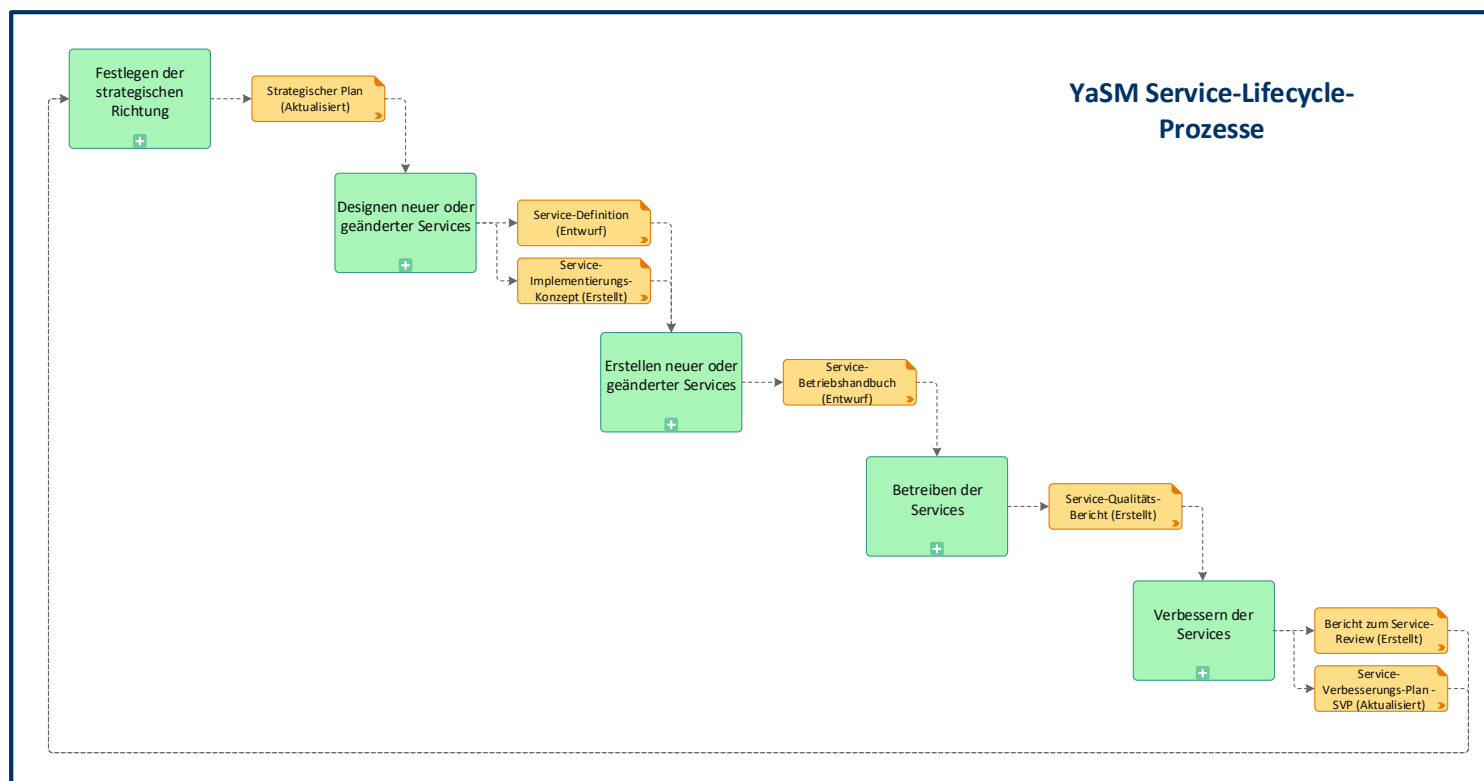 YaSM Service-Lifecycle-
Prozesse
Festlegen der
strategischen
Richtung
Strategischer Plan
(Aktualisiert)
Designen neuer oder
geänderter Services
Service-Definition
(Entwurf)
Service-
Implementierungs-
Konzept (Erstellt)
Erstellen neuer oder
geänderter Services
Service-
Betriebshandbuch
(Entwurf)
Betreiben der
Services
Service-Qualitäts-
Bericht (Erstellt)
Verbessern der
Services
Bericht zum Service-
Review (Erstellt)
Service-
Verbesserungs-Plan -
SVP (Aktualisiert)